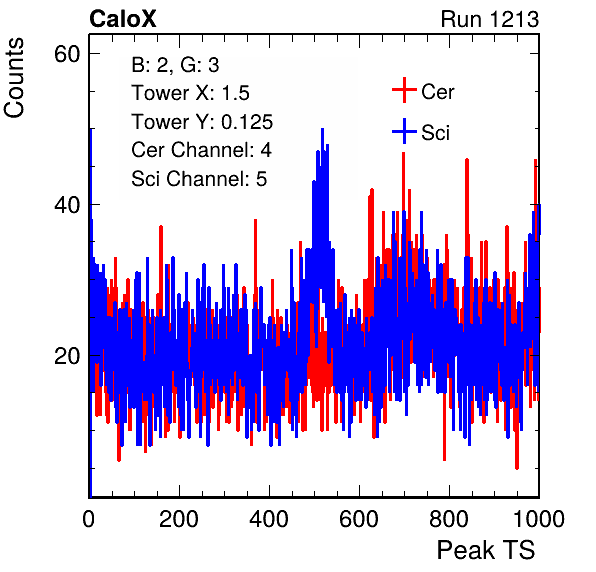 CaloX Run 1213
Counts
60
40
20
B: 2, G: 3
Tower X: 1.5
Tower Y: 0.125
Cer Channel: 4
Sci Channel: 5
Cer
Sci
0 200 400 600 800 1000
Peak TS